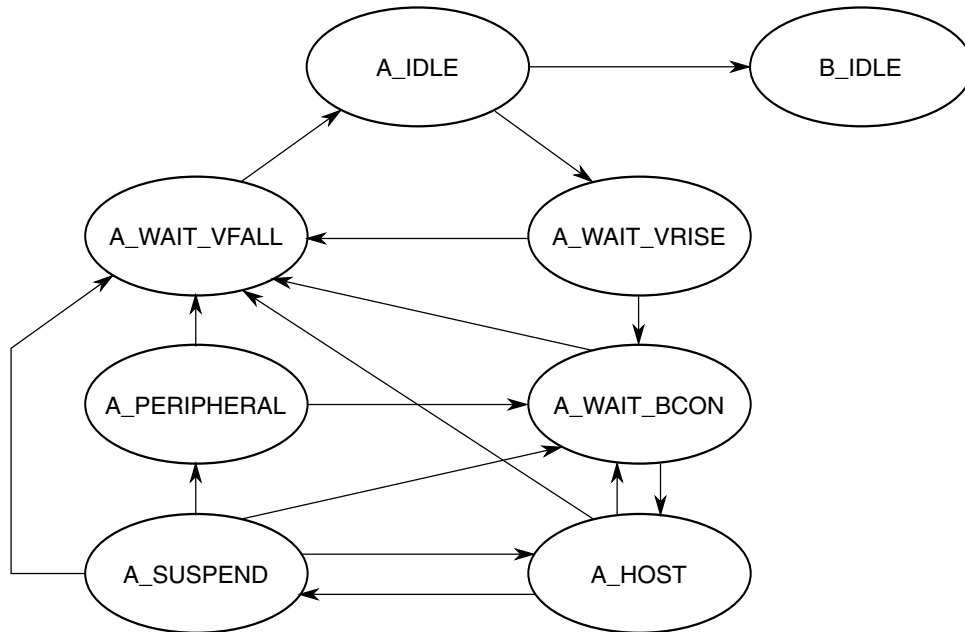 A_IDLE
B_IDLE
A_WAIT_VFALL
A_WAIT_VRISE
A_PERIPHERAL
A_WAIT_BCON
A_SUSPEND
A_HOST